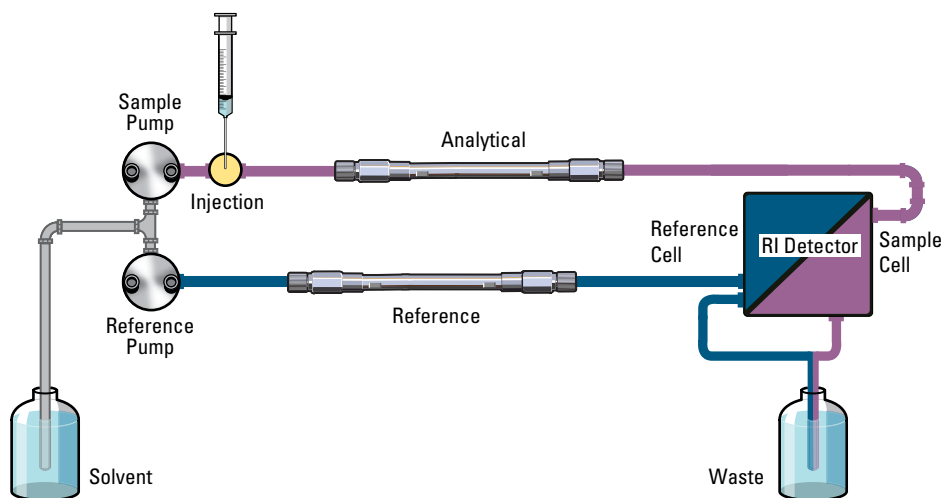 Sample
Pump
Injection
Analytical
Reference
Cell
RI Detector
Sample
Cell
Reference
Pump
Reference
Solvent
Waste